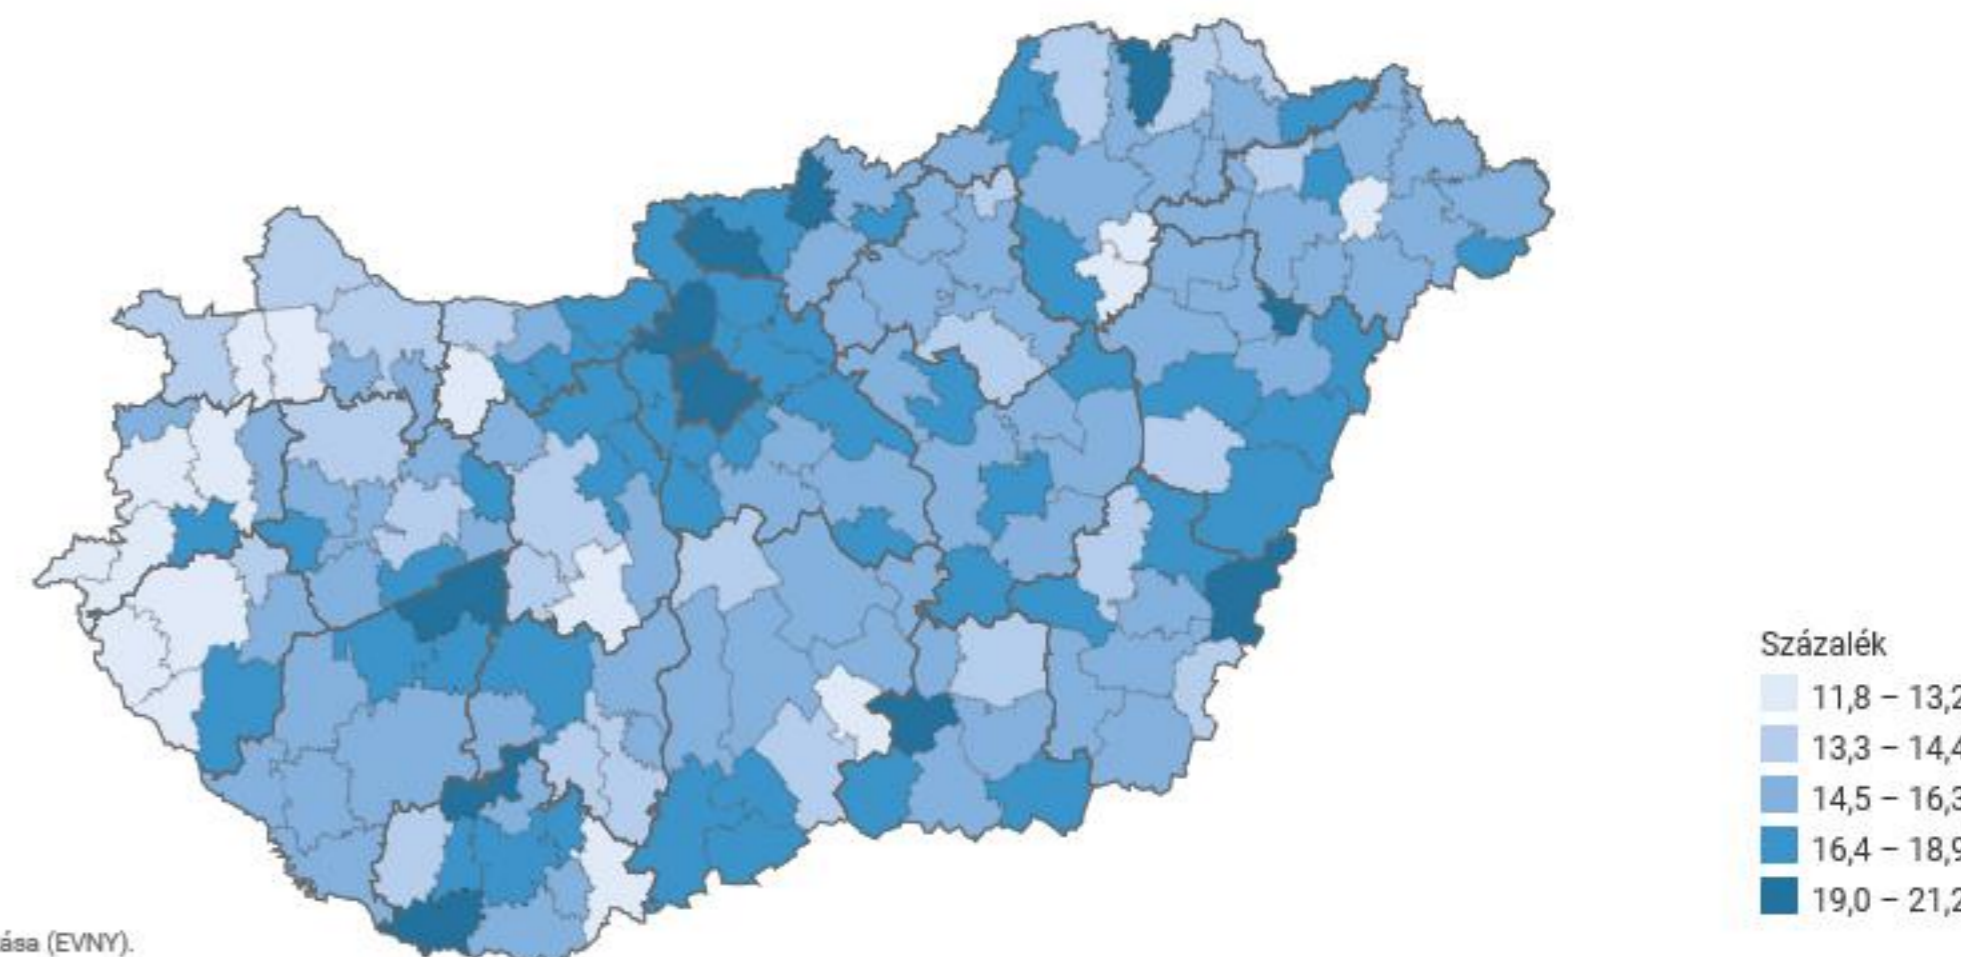 Százalék
11,8 – 13,2
13,3 – 14,4
14,5 – 16,3
16,4 – 18,9
19,0 – 21,2
ása (EVNY).